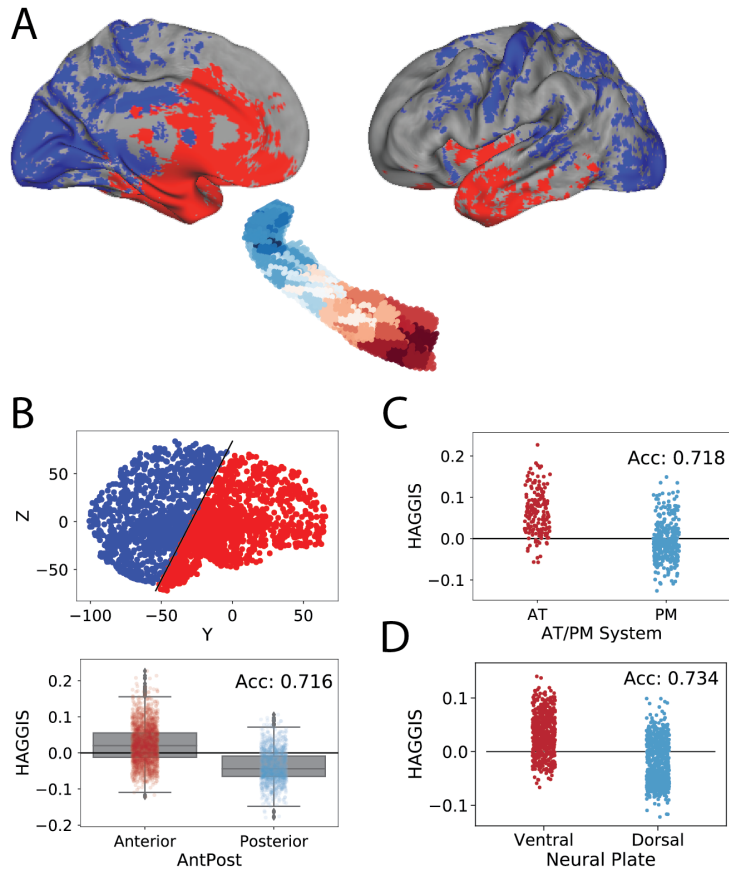 A
B
50
0
−50
Z
−100
−50
0
50
Y
0.2
0.1
0.0
−0.1
−0.2
HAGGIS
Acc: 0.716
Anterior
Posterior
AntPost
C
0.2
0.1
0.0
−0.1
HAGGIS
Acc: 0.718
AT
PM
AT/PM System
D
0.1
0.0
−0.1
HAGGIS
Acc: 0.734
Ventral
Dorsal
Neural Plate